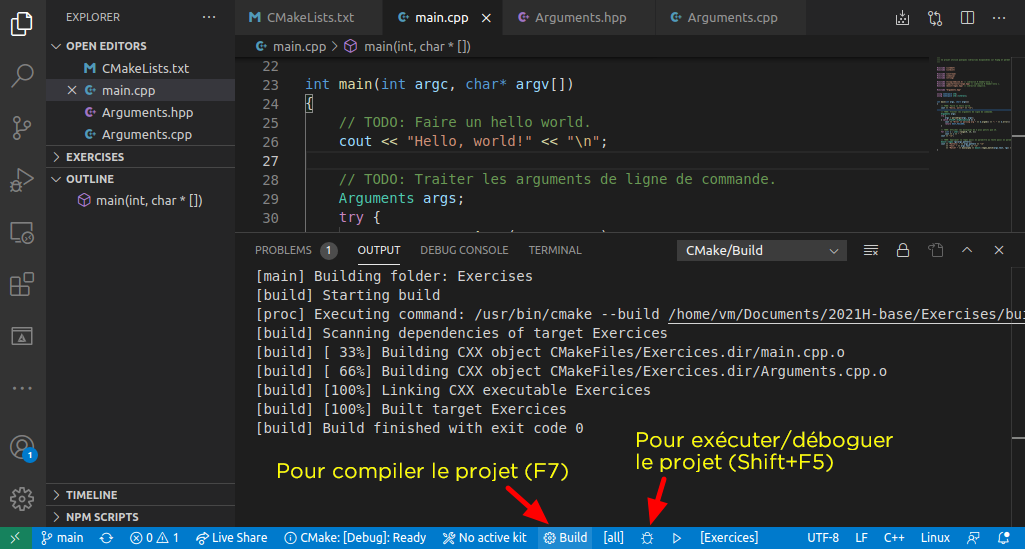 EXPLORER ···
CMakeLists.txt main.cpp Arguments.hpp Arguments.cpp
OPEN EDITORS
CMakeLists.txt
main.cpp
Arguments.hpp
Arguments.cpp
EXERCISES
OUTLINE
main(int, char * [])
TIMELINE
NPM SCRIPTS
main.cpp > main(int, char * [])
22
23 int main(int argc, char* argv[])
24 {
25 // TODO: Faire un hello world.
26 cout << "Hello, world!" << "\n";
27
28 // TODO: Traiter les arguments de ligne de commande.
29 Arguments args;
30 try {
PROBLEMS 1 OUTPUT DEBUG CONSOLE TERMINAL CMake/Build
[main] Building folder: Exercises
[build] Starting build
[proc] Executing command: /usr/bin/cmake --build /home/vm/Documents/2021H-base/Exercises/bui
[build] Scanning dependencies of target Exercices
[build] [ 33%] Building CXX object CMakeFiles/Exercices.dir/main.cpp.o
[build] [ 66%] Building CXX object CMakeFiles/Exercices.dir/Arguments.cpp.o
[build] [100%] Linking CXX executable Exercices
[build] [100%] Built target Exercices
[build] Build finished with exit code 0
Pour compiler le projet (F7)
Pour exécuter/déboguer
le projet (Shift+F5)
1
main 0 1 Live Share CMake: [Debug]: Ready No active kit Build [all] [Exercices] UTF-8 LF C++ Linux